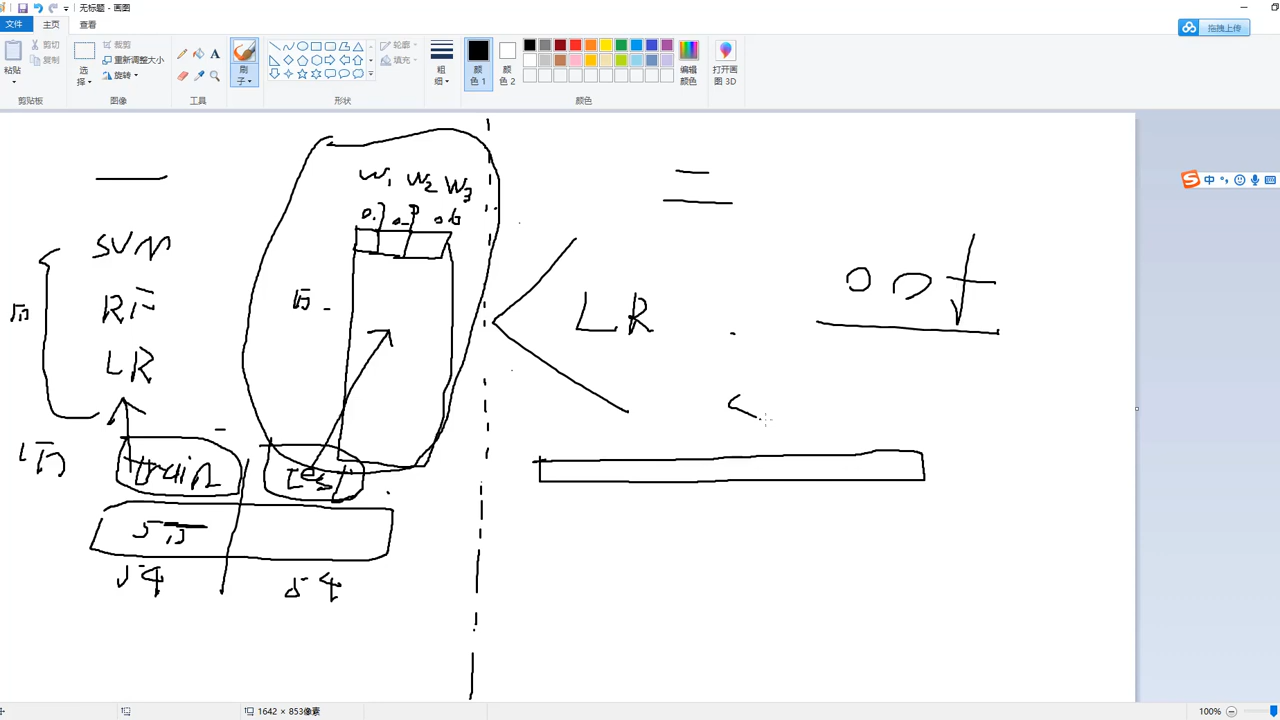 无标题 - 画图
文件 主页 查看
粘贴 剪切 复制 剪贴板
选择 裁剪 重新调整大小 旋转 图像
A 工具
刷子
轮廓 填充 形状
粗细
颜色 1 颜色 2 颜色
编辑颜色
打开画图 3D
拖拽上传
中
一
二
W1 W2 W3
SVM
RF
LR
LR
train
Test
5万
1642 × 853像素
100%